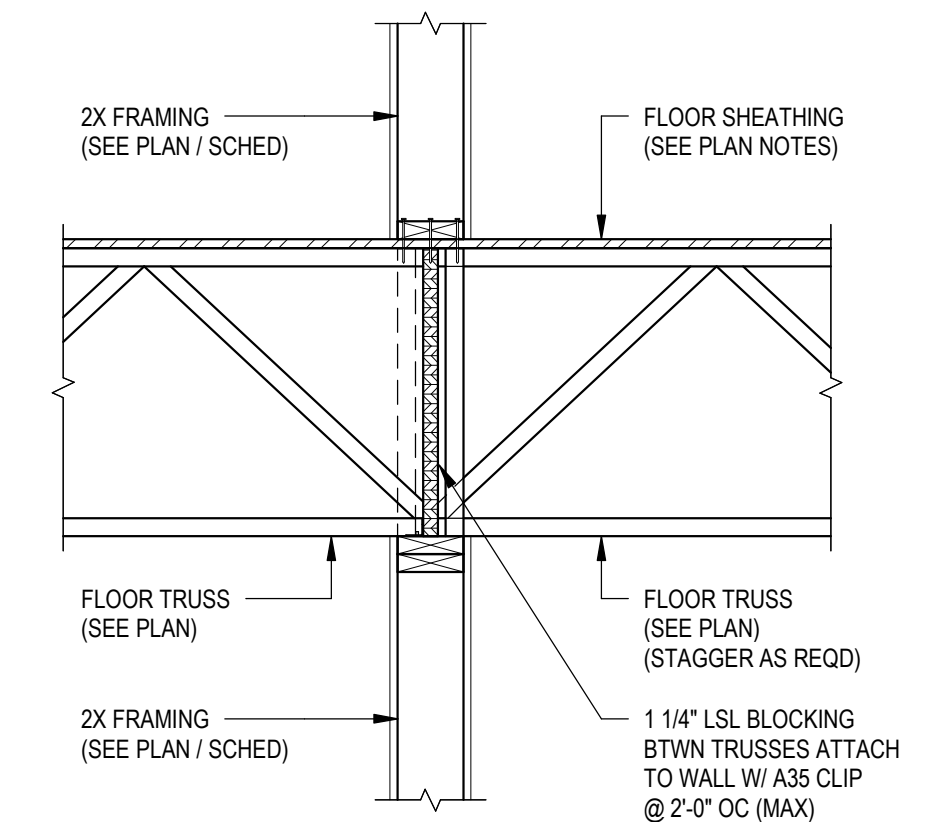 2X FRAMING
(SEE PLAN / SCHED)
FLOOR SHEATHING
(SEE PLAN NOTES)
FLOOR TRUSS
(SEE PLAN)
FLOOR TRUSS
(SEE PLAN)
(STAGGER AS REQD)
2X FRAMING
(SEE PLAN / SCHED)
1 1/4" LSL BLOCKING
BTWN TRUSSES ATTACH
TO WALL W/ A35 CLIP
@ 2'-0" OC (MAX)